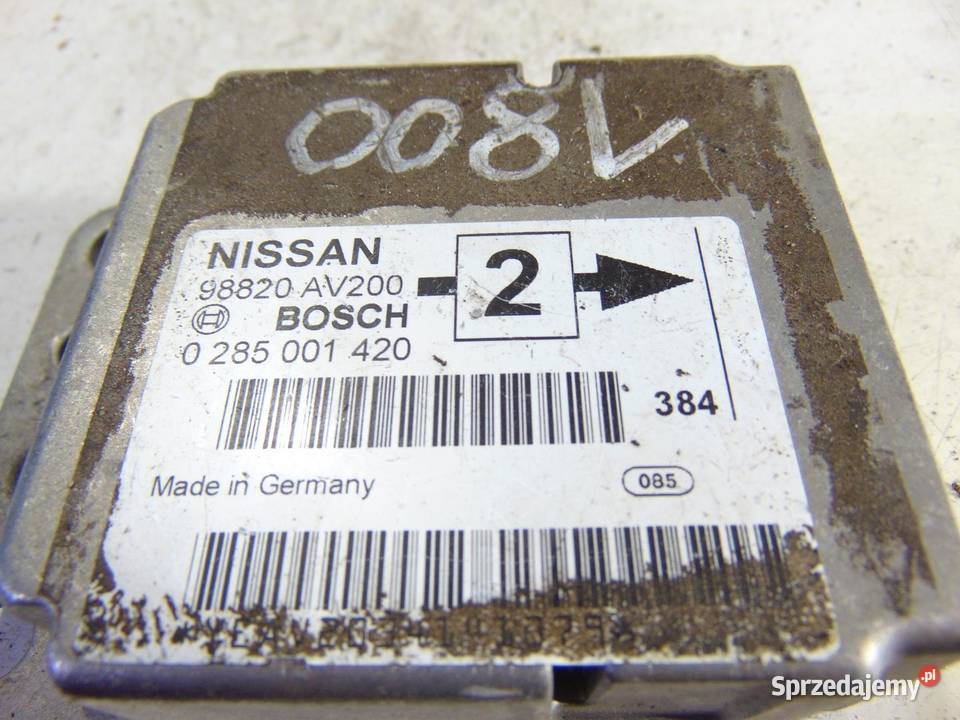 1800
NISSAN
98820 AV200
2
BOSCH
0 285 001 420
384
Made in Germany
085
Sprzedajemy.pl